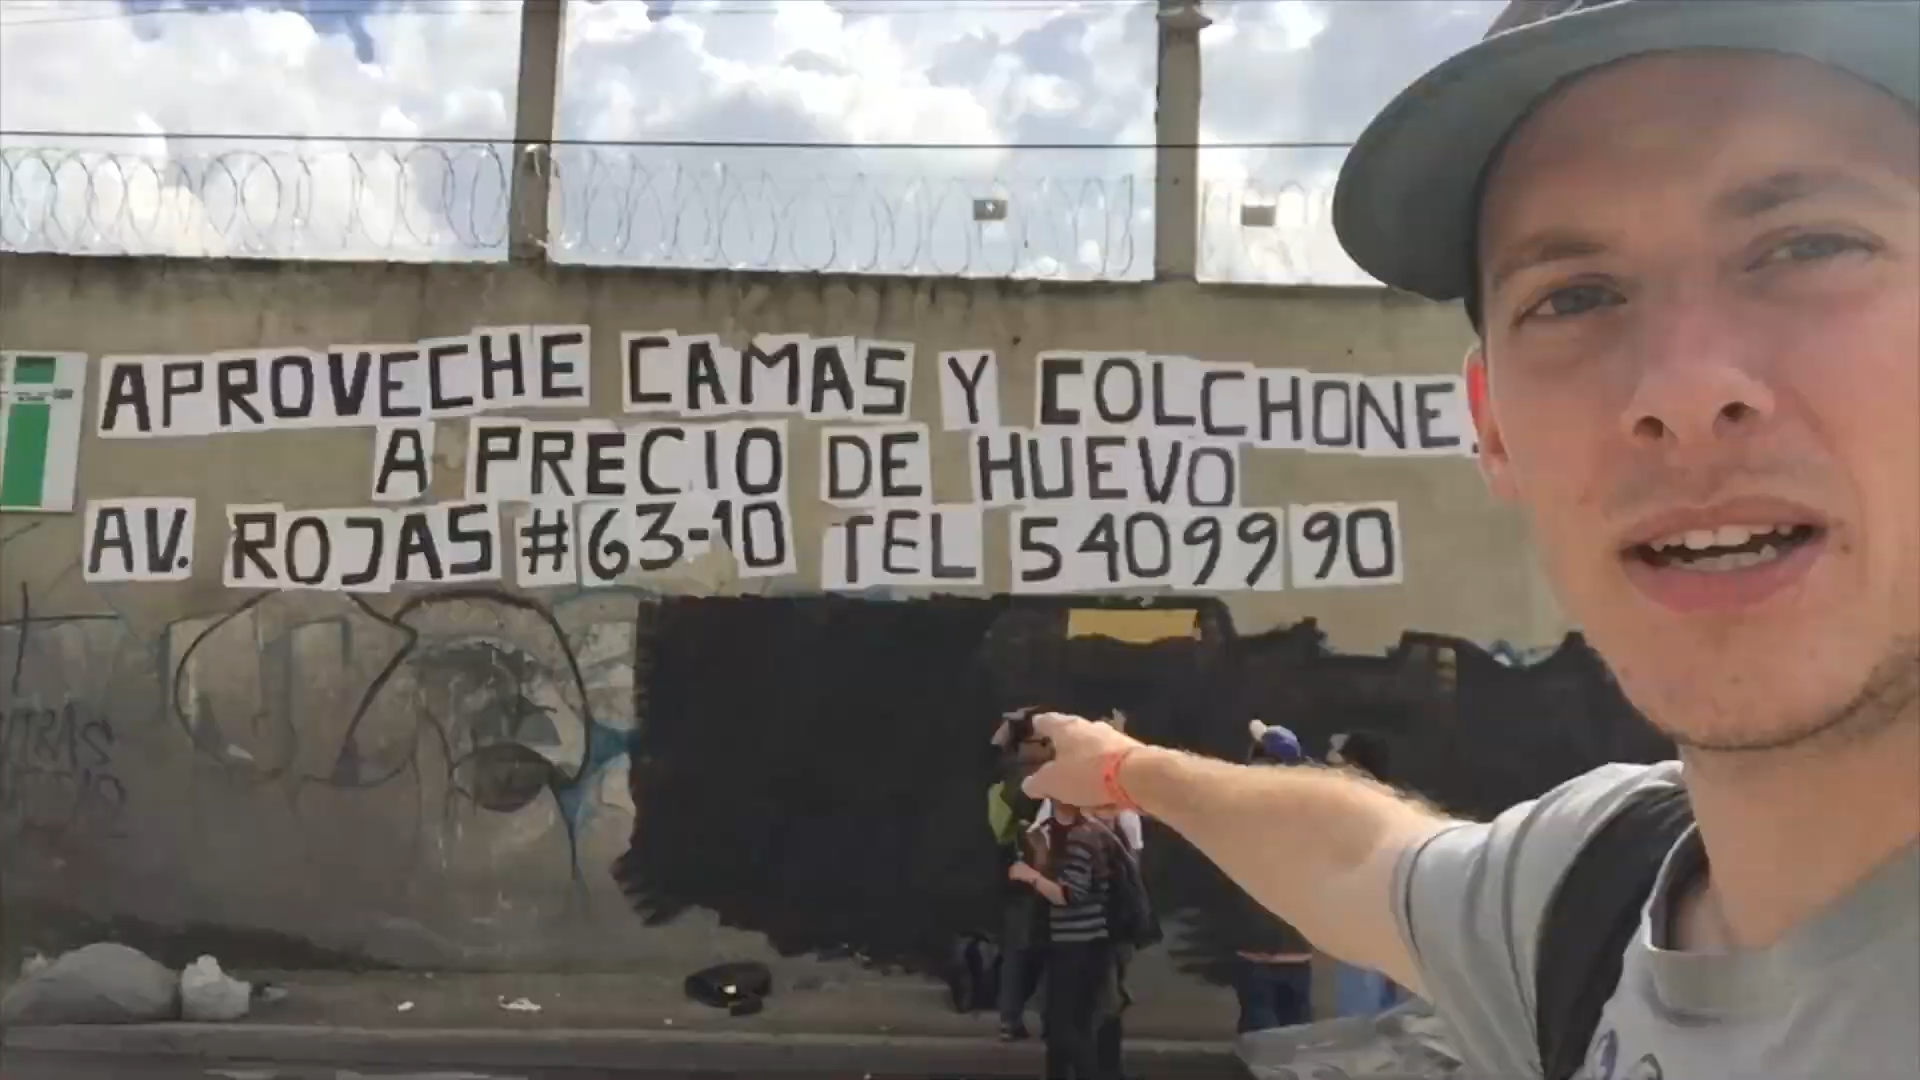 APROVECHE CAMAS Y COLCHONE
A PRECIO DE HUEVO
AV. ROJAS #63-10 TEL 5409990